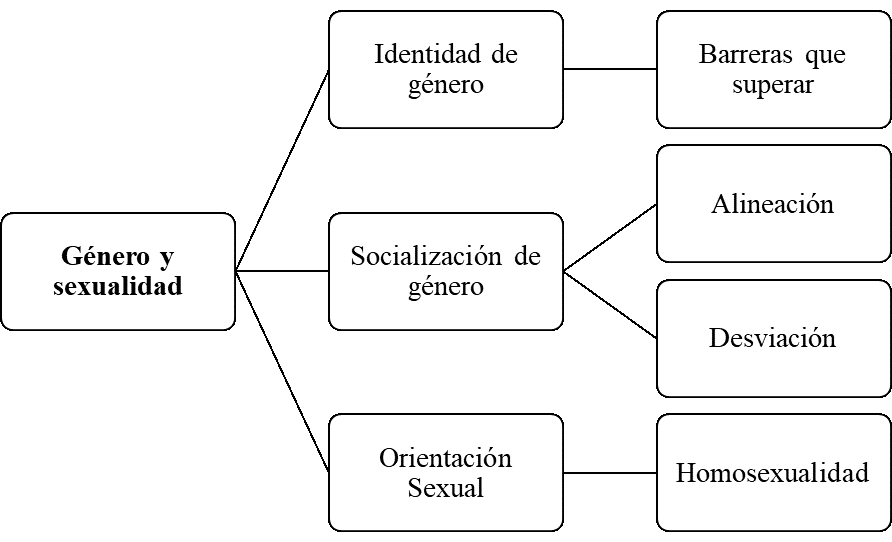 Género y
sexualidad
Identidad de
género
Barreras que
superar
Socialización de
género
Alineación
Desviación
Orientación
Sexual
Homosexualidad